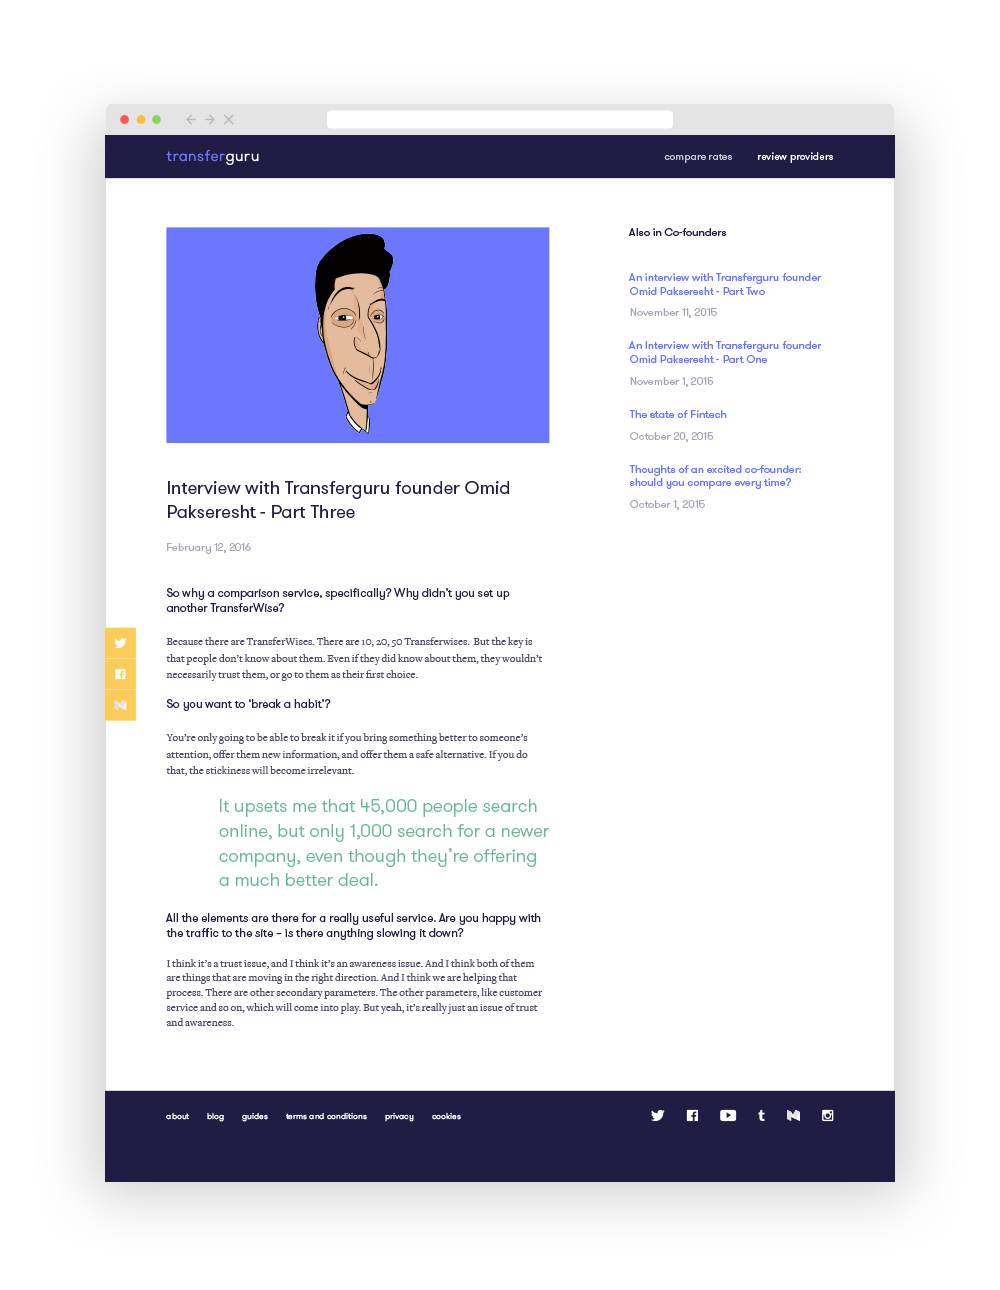 transferguru
compare rates
review providers
Interview with Transferguru founder Omid
Pakseresht - Part Three
February 12, 2016
So why a comparison service, specifically? Why didn't you set up
another TransferWise?
Because there are TransferWises. There are 10, 20, 50 Transferwises. But the key is
that people don't know about them. Even if they did know about them, they wouldn't
necessarily trust them, or go to them as their first choice.
So you want to 'break a habit'?
You're only going to be able to break it if you bring something better to someone's
attention, offer them new information, and offer them a safe alternative. If you do
that, the stickiness will become irrelevant.
It upsets me that 45,000 people search
online, but only 1,000 search for a newer
company, even though they're offering
a much better deal.
All the elements are there for a really useful service. Are you happy with
the traffic to the site – is there anything slowing it down?
I think it's a trust issue, and I think it's an awareness issue. And I think both of them
are things that are moving in the right direction. And I think we are helping that
process. There are other secondary parameters. The other parameters, like customer
service and so on, which will come into play. But yeah, it's really just an issue of trust
and awareness.
Also in Co-founders
An interview with Transferguru founder
Omid Pakseresht - Part Two
November 11, 2015
An Interview with Transferguru founder
Omid Pakseresht - Part One
November 1, 2015
The state of Fintech
October 20, 2015
Thoughts of an excited co-founder:
should you compare every time?
October 1, 2015
about
blog
guides
terms and conditions
privacy
cookies